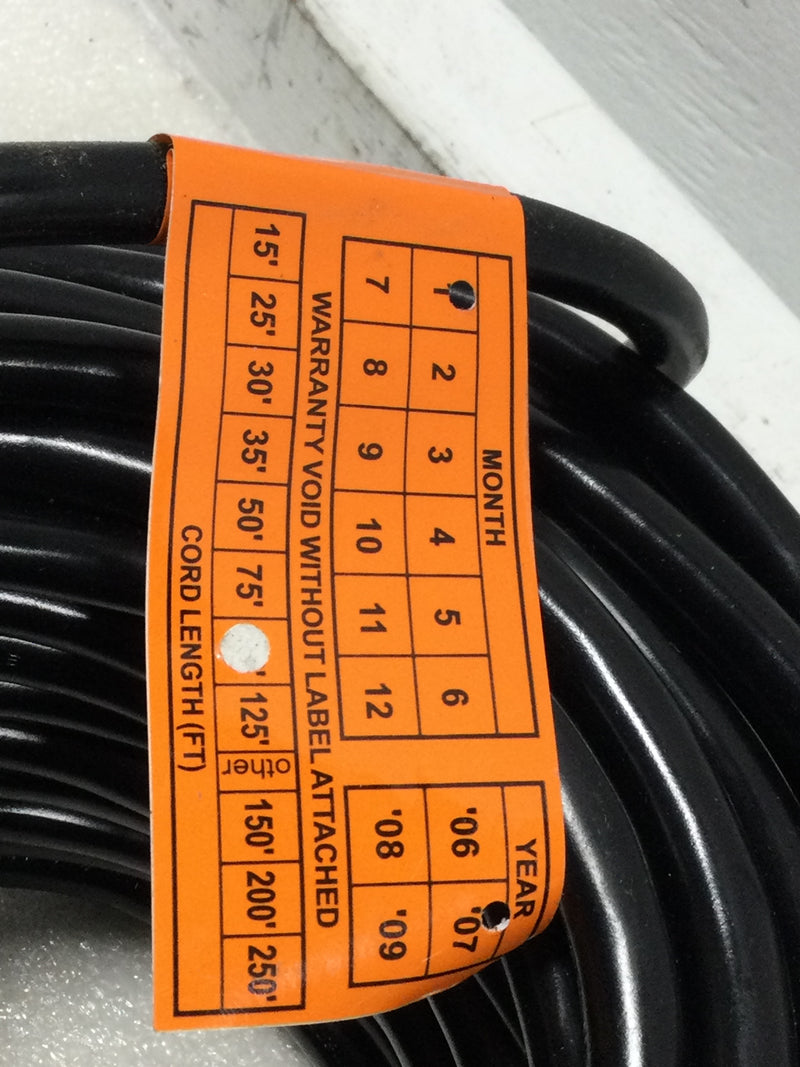 MONTH
1 2 3 4 5 6
7 8 9 10 11 12
YEAR
'06 '07
'08 '09
WARRANTY VOID WITHOUT LABEL ATTACHED
15' 25' 30' 35' 50' 75' ' 125' other 150' 200' 250'
CORD LENGTH (FT)